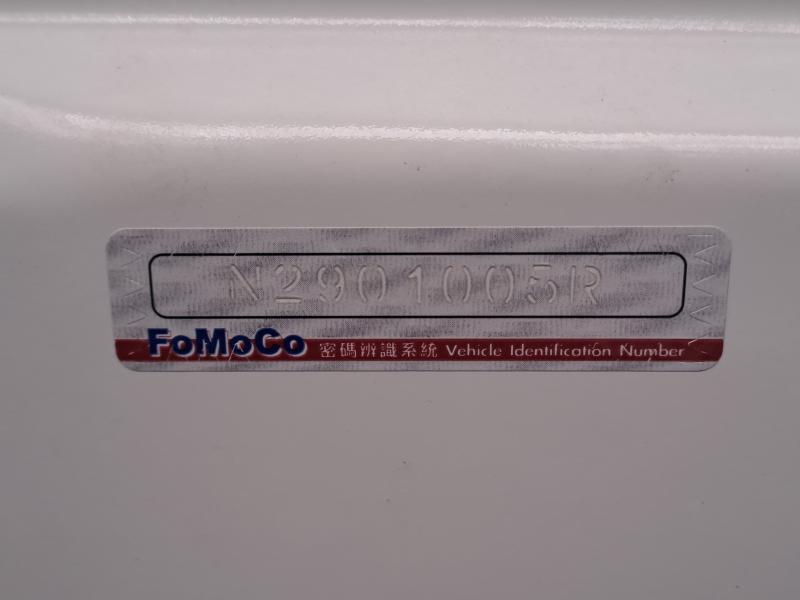 N2901005R
FoMoCo 密碼辨識系統 Vehicle Identification Number